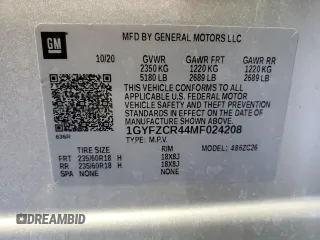 GM
MFD BY GENERAL MOTORS LLC
10/20 GVWR GAWR FRT GAWR RR
2350 KG 1220 KG 1220 KG
5180 LB 2689 LB 2689 LB
THIS VEHICLE CONFORMS TO ALL
APPLICABLE U.S. FEDERAL MOTOR
VEHICLE SAFETY AND THEFT
PREVENTION STANDARDS IN EFFECT ON
THE DATE OF MANUFACTURE SHOWN ABOVE.
1GYFZCR44MF024208
TYPE: M.P.V. MODEL: 486ZC26
TIRE SIZE RIM
FRT 235/60R18 H 18X8J
RR 235/60R18 H 18X8J
SPA NONE NONE